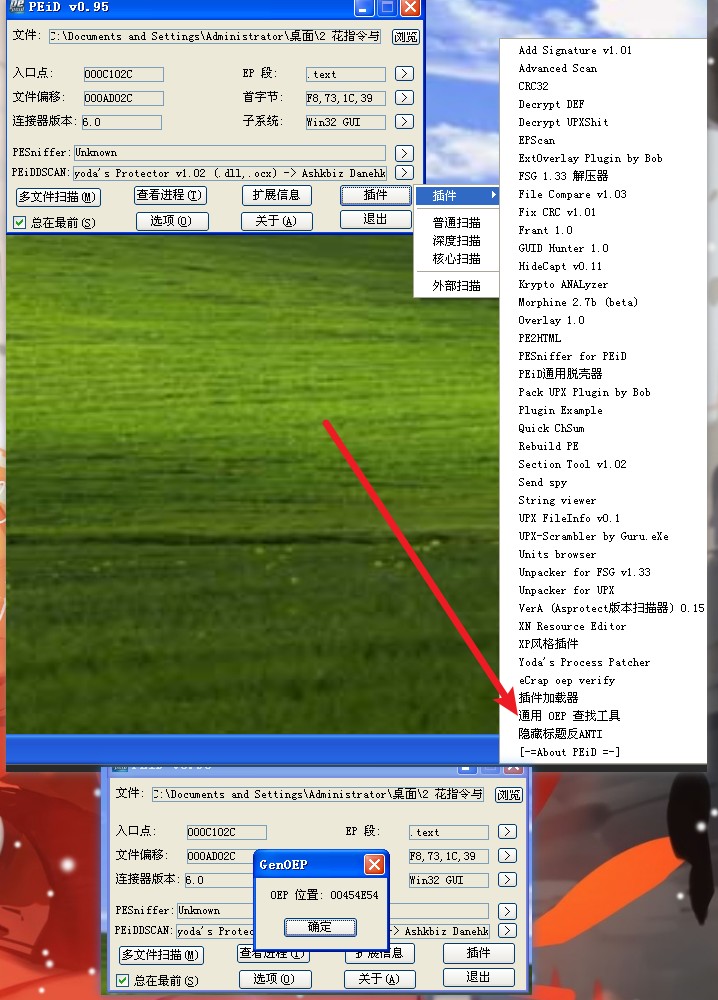 PEiD v0.95
文件: C:\Documents and Settings\Administrator\桌面\2 花指令与 浏览
入口点: 000C102C EP 段: .text >
文件偏移: 000AD02C 首字节: F8,73,1C,39 >
连接器版本: 6.0 子系统: Win32 GUI >
PESniffer: Unknown >
PEiDDSCAN: yoda's Protector v1.02 (.dll,.ocx) -> Ashkbiz Danehk >
多文件扫描(M) 查看进程(T) 扩展信息 插件
总在最前(S) 选项(O) 关于(A) 退出
插件
普通扫描
深度扫描
核心扫描
外部扫描
Add Signature v1.01
Advanced Scan
CRC32
Decrypt DEF
Decrypt UPXShit
EPScan
ExtOverlay Plugin by Bob
FSG 1.33 解压器
File Compare v1.03
Fix CRC v1.01
Frant 1.0
GUID Hunter 1.0
HideCapt v0.11
Krypto ANALyzer
Morphine 2.7b (beta)
Overlay 1.0
PE2HTML
PESniffer for PEiD
PEiD通用脱壳器
Pack UPX Plugin by Bob
Plugin Example
Quick ChSum
Rebuild PE
Section Tool v1.02
Send spy
String viewer
UPX FileInfo v0.1
UPX-Scrambler by Guru.eXe
Units browser
Unpacker for FSG v1.33
Unpacker for UPX
VerA (Asprotect版本扫描器) 0.15
XN Resource Editor
XP风格插件
Yoda's Process Patcher
eCrap oep verify
插件加载器
通用 OEP 查找工具
隐藏标题反ANTI
[-=About PEiD =-]
文件: C:\Documents and Settings\Administrator\桌面\2 花指令与 浏览
入口点: 000C102C EP 段: .text >
文件偏移: 000AD02C F8,73,1C,39 >
连接器版本: 6.0 Win32 GUI >
PESniffer: Unknown >
PEiDDSCAN: yoda's Protec > Ashkbiz Danehk >
多文件扫描(M) 查看进程(T) 扩展信息 插件
总在最前(S) 选项(O) 关于(A) 退出
GenOEP
OEP 位置: 00454E54
确定